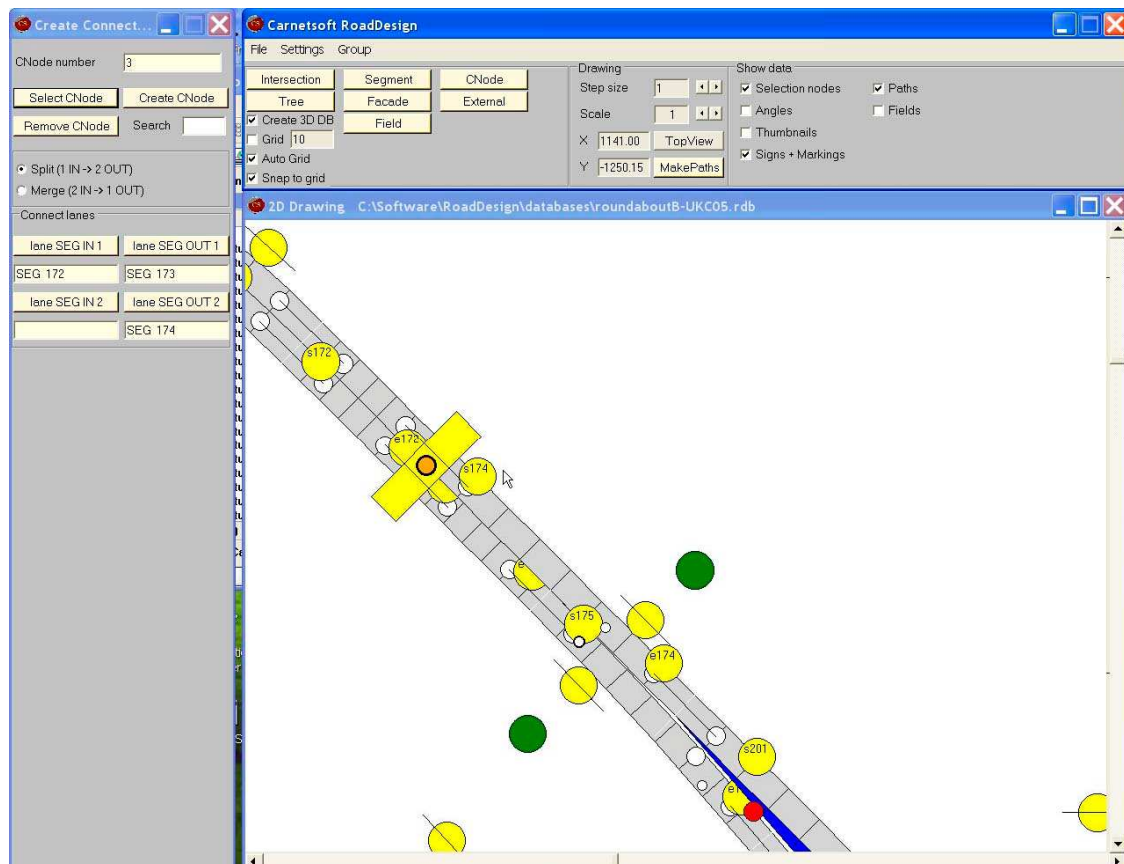 Create Connect...
CNode number 3
Select CNode Create CNode
Remove CNode Search
Split (1 IN -> 2 OUT)
Merge (2 IN -> 1 OUT)
Connect lanes
lane SEG IN 1 lane SEG OUT 1
SEG 172 SEG 173
lane SEG IN 2 lane SEG OUT 2
SEG 174
Carnetsoft RoadDesign
File Settings Group
Intersection Segment CNode
Tree Facade External
Create 3D DB Field
Grid 10
Auto Grid
Snap to grid
Drawing
Step size 1
Scale 1
X 1141.00 TopView
Y -1250.15 MakePaths
Show data
Selection nodes Paths
Angles Fields
Thumbnails
Signs + Markings
2D Drawing C:\Software\RoadDesign\databases\roundaboutB-UKC05.rdb
s172
e172
s174
s175
e174
s201